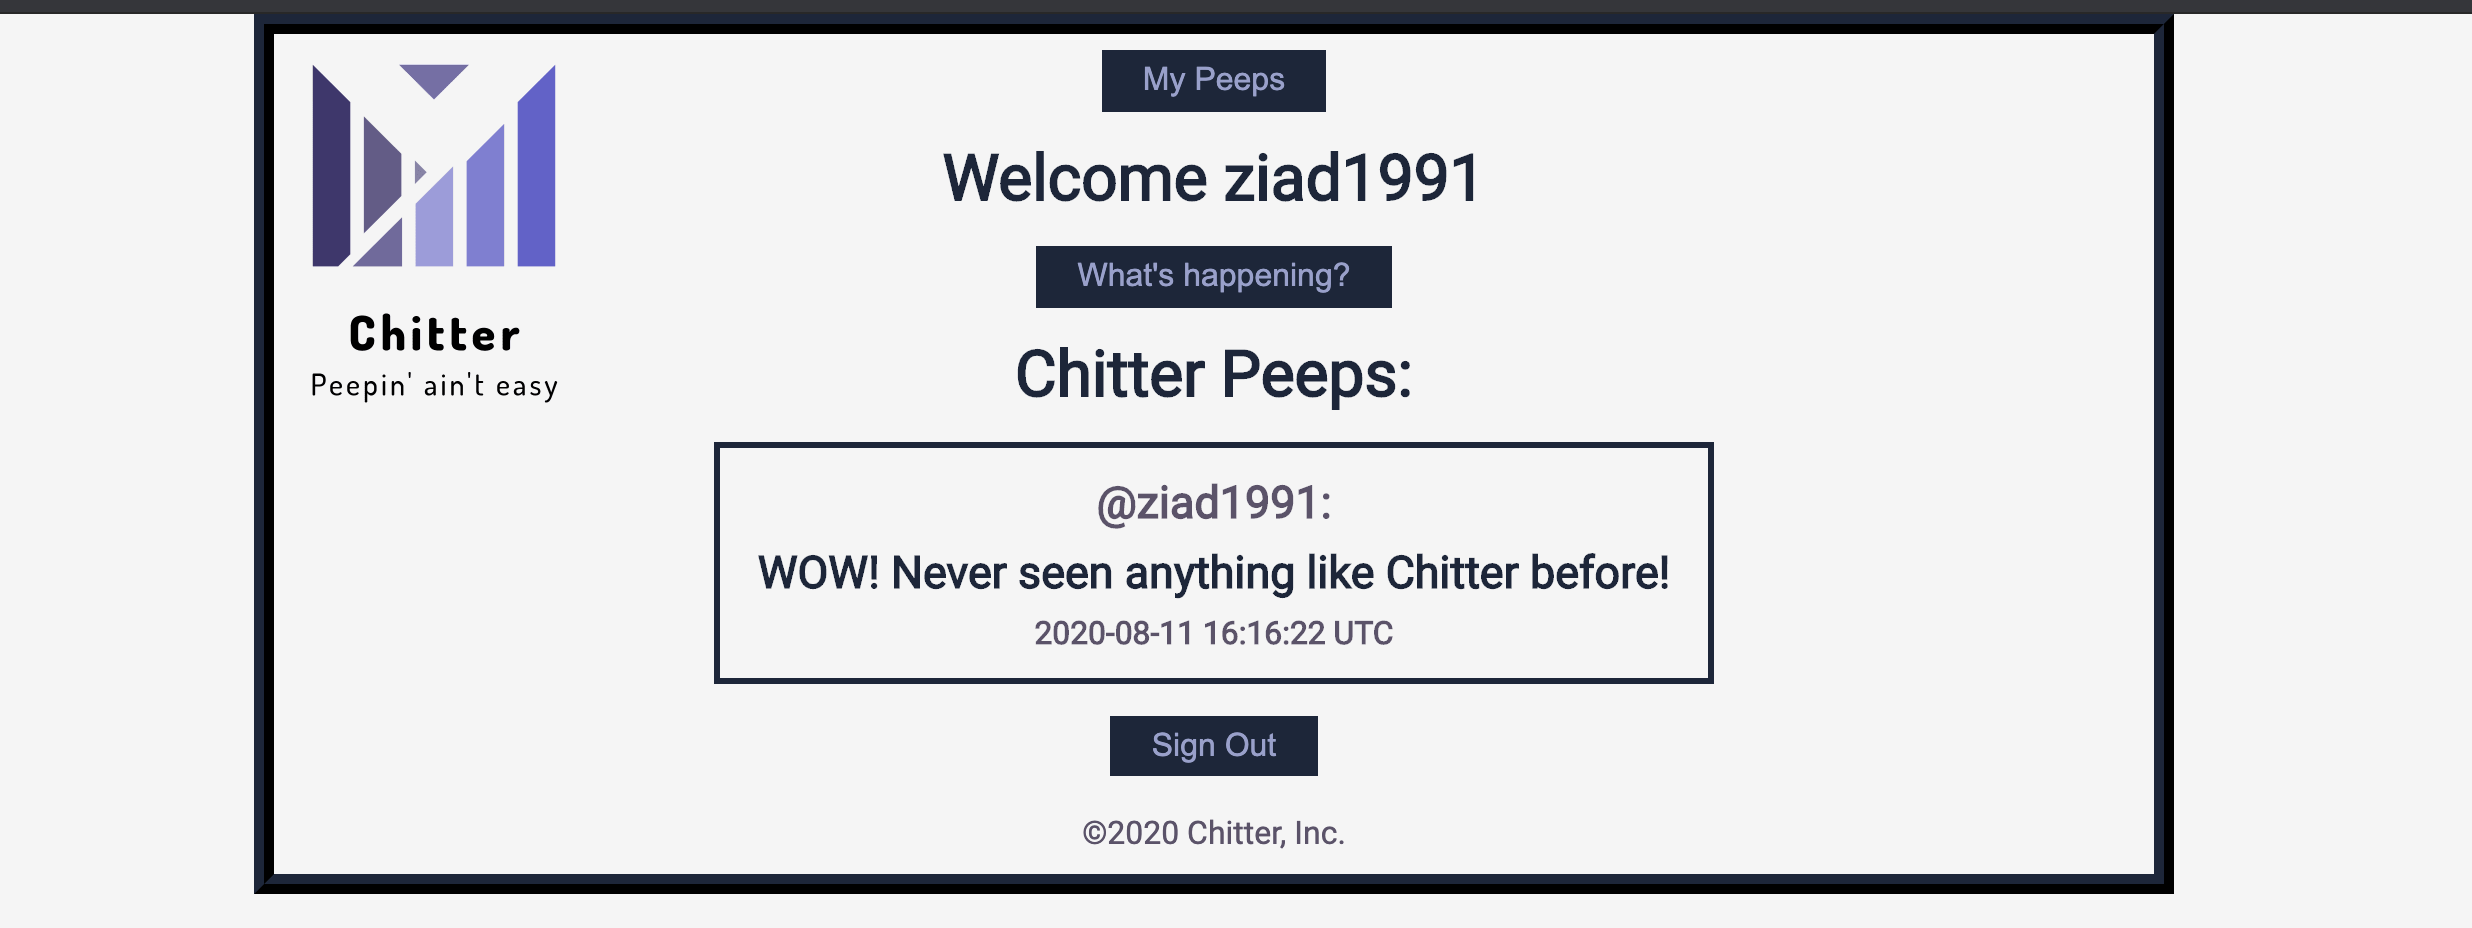 My Peeps
Welcome ziad1991
What's happening?
Chitter
Peepin' ain't easy
Chitter Peeps:
@ziad1991:
WOW! Never seen anything like Chitter before!
2020-08-11 16:16:22 UTC
Sign Out
©2020 Chitter, Inc.